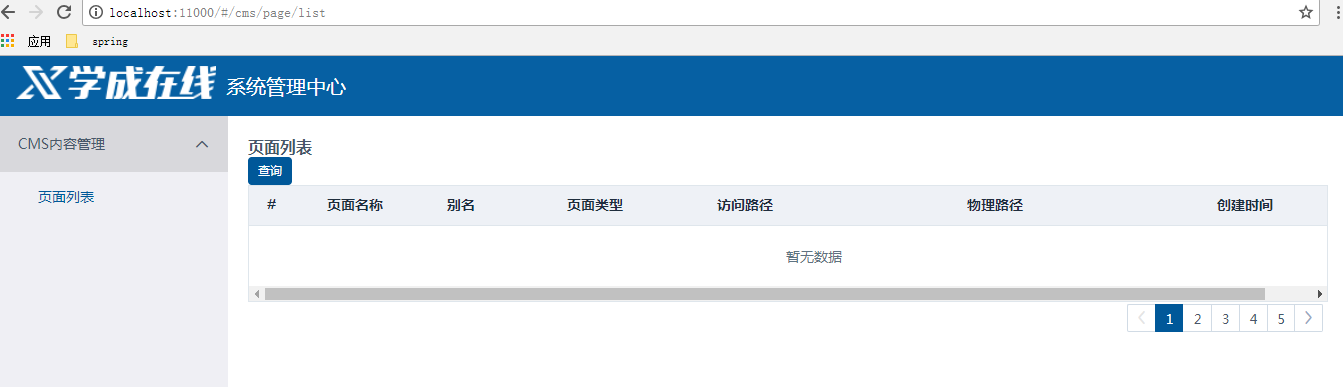 localhost:11000/#/cms/page/list
应用 spring
学成在线 系统管理中心
CMS内容管理
页面列表
页面列表
查询
# 页面名称 别名 页面类型 访问路径 物理路径 创建时间
暂无数据
1 2 3 4 5